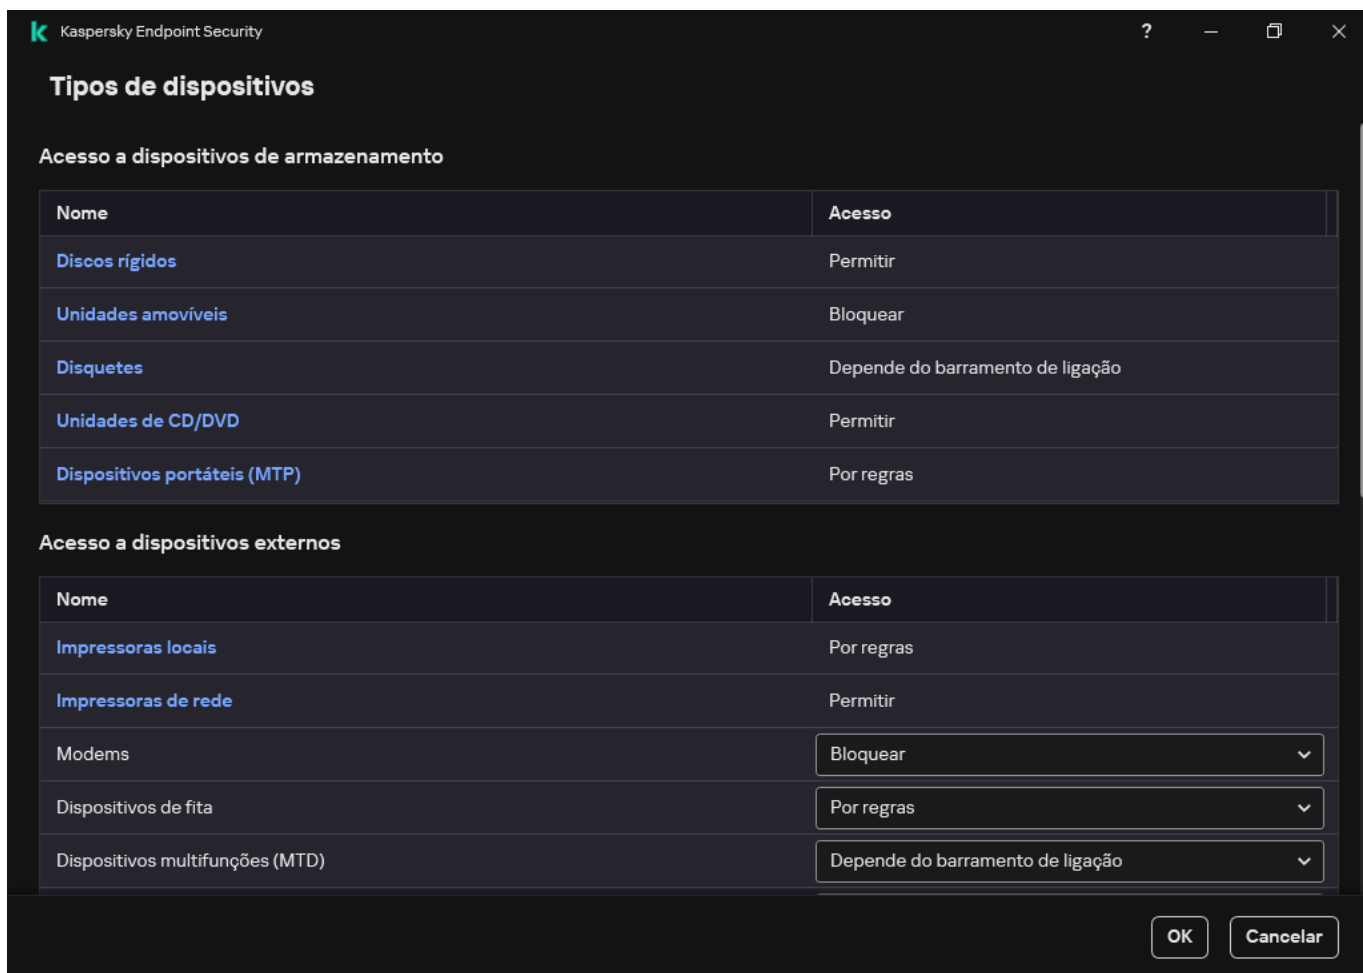 Kaspersky Endpoint Security ?
Tipos de dispositivos
Acesso a dispositivos de armazenamento
Nome Acesso
Discos rígidos Permitir
Unidades amovíveis Bloquear
Disquetes Depende do barramento de ligação
Unidades de CD/DVD Permitir
Dispositivos portáteis (MTP) Por regras
Acesso a dispositivos externos
Nome Acesso
Impressoras locais Por regras
Impressoras de rede Permitir
Modems Bloquear
Dispositivos de fita Por regras
Dispositivos multifunções (MTD) Depende do barramento de ligação
OK Cancelar